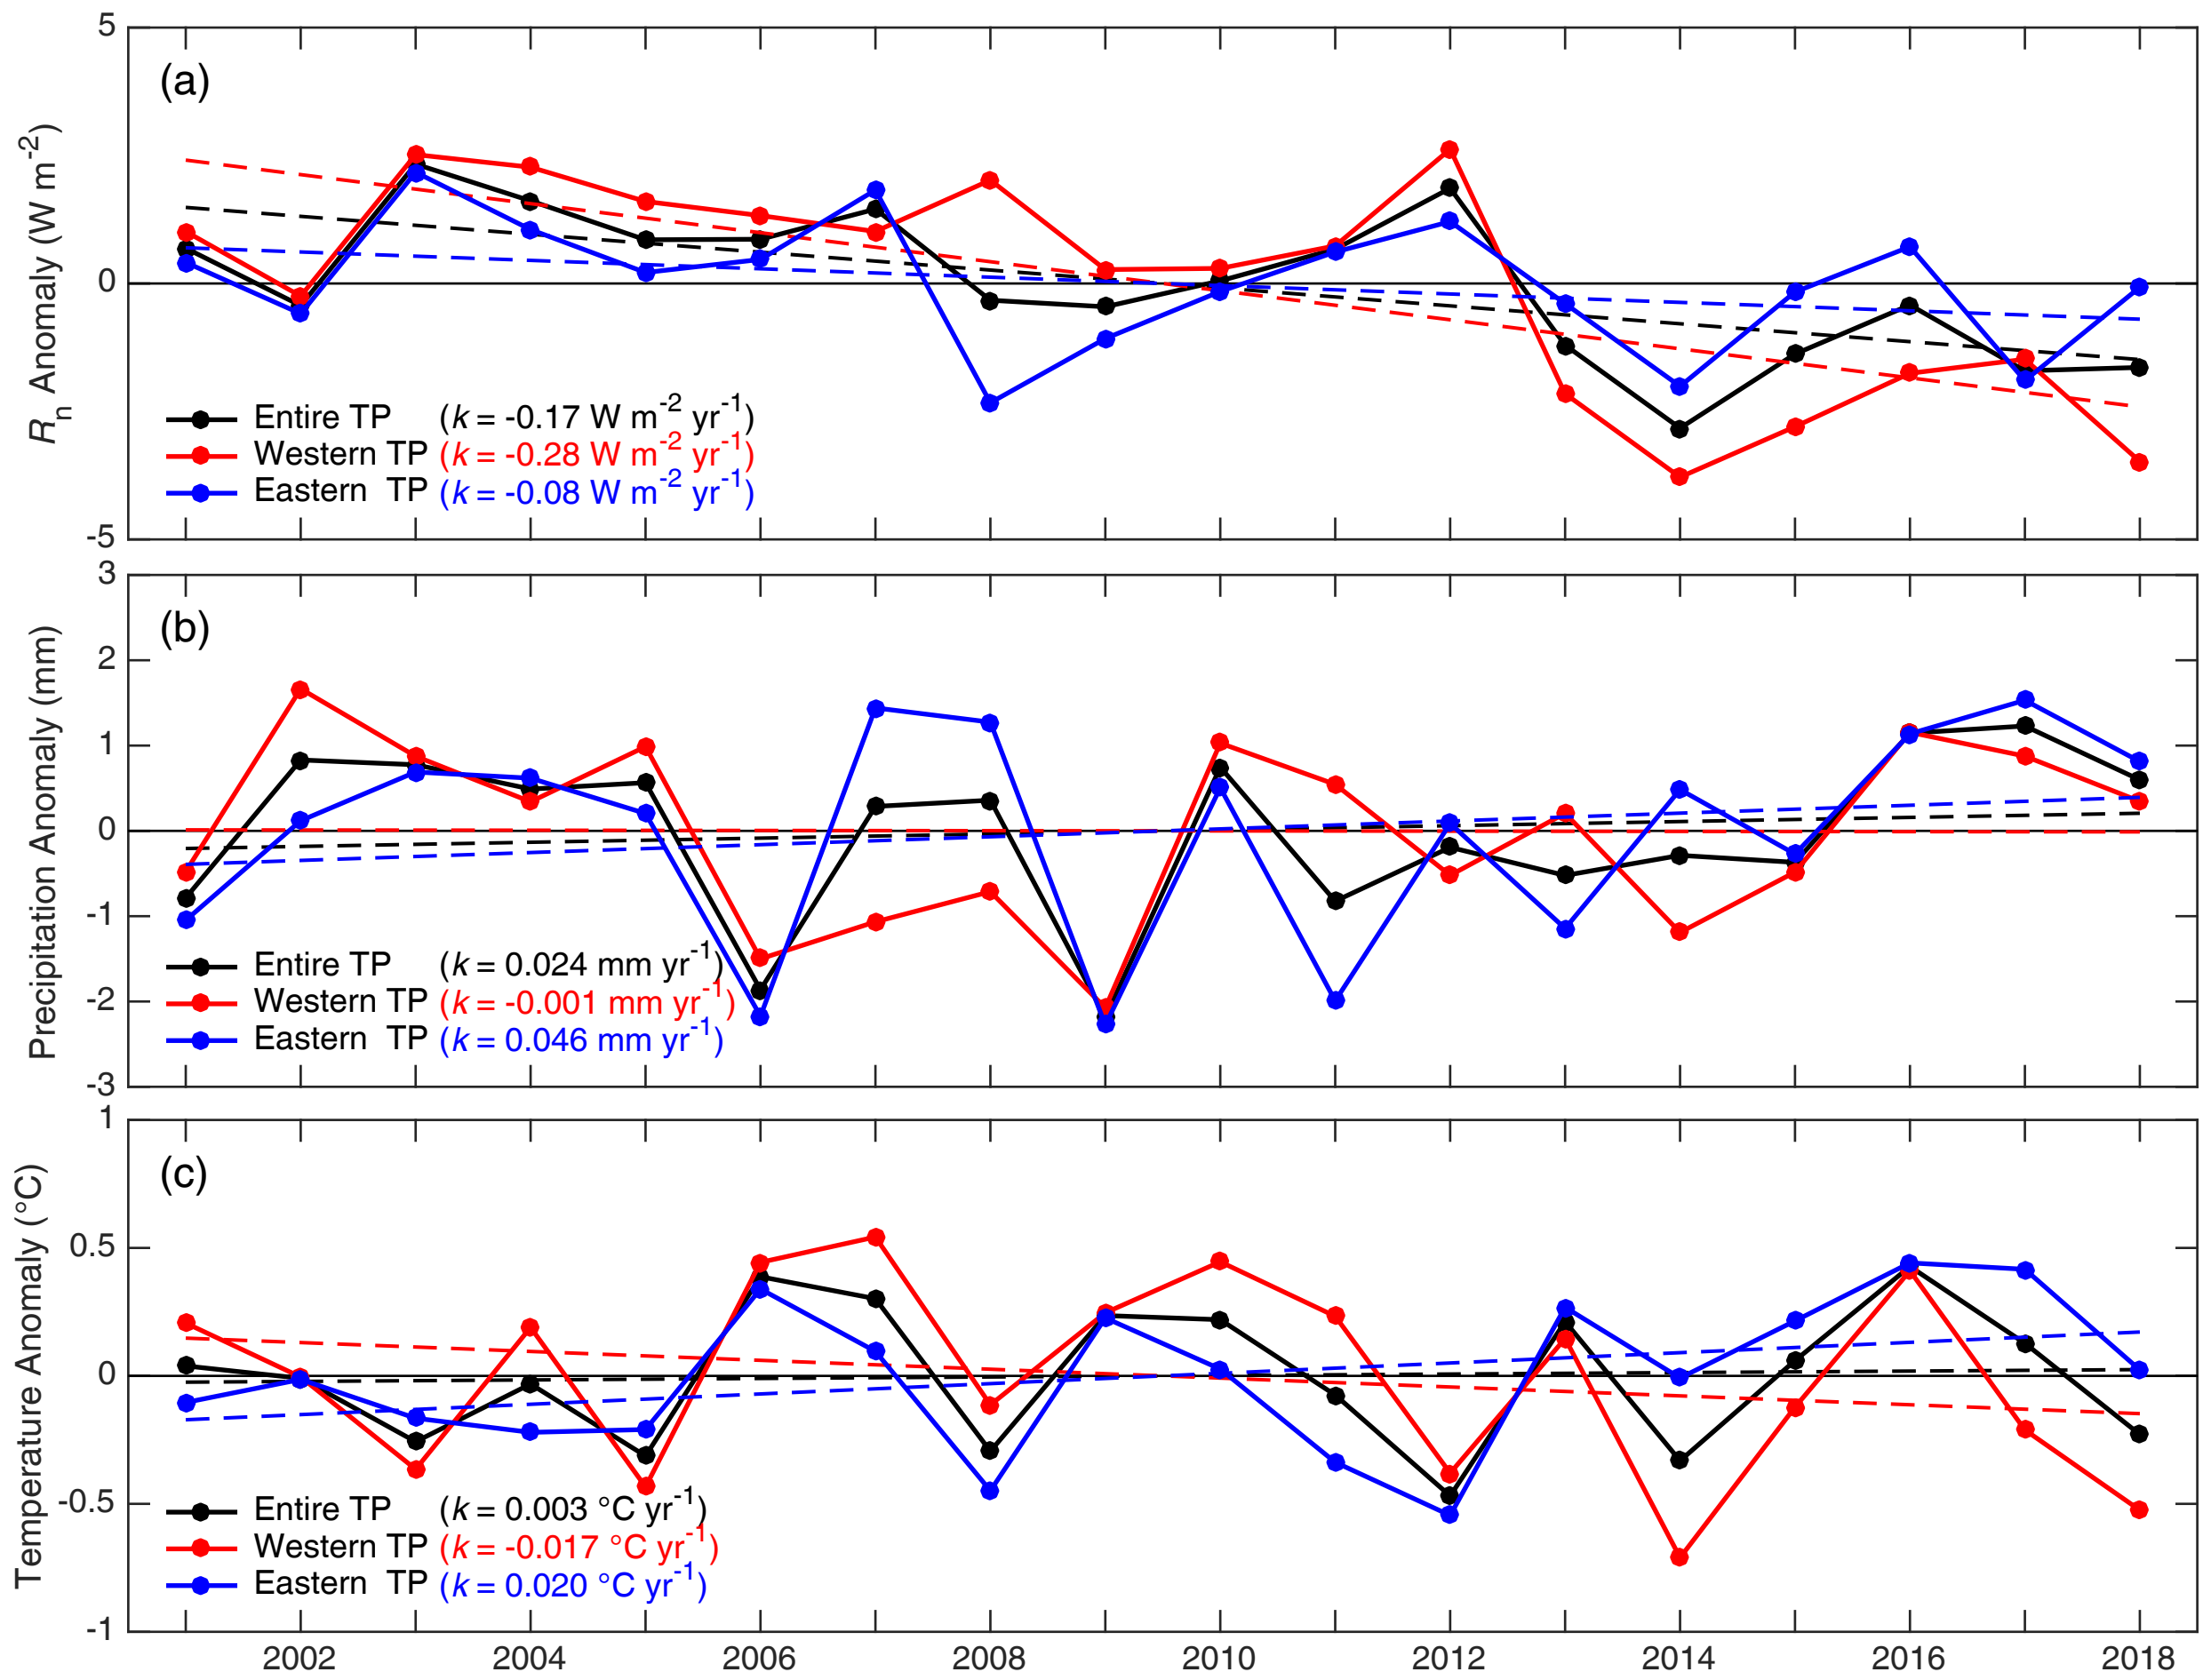 5
(a)
0
-5
Rn Anomaly (W m-2)
Entire TP (k = -0.17 W m-2 yr-1)
Western TP (k = -0.28 W m-2 yr-1)
Eastern TP (k = -0.08 W m-2 yr-1)
3
(b)
2
1
0
-1
-2
-3
Precipitation Anomaly (mm)
Entire TP (k = 0.024 mm yr-1)
Western TP (k = -0.001 mm yr-1)
Eastern TP (k = 0.046 mm yr-1)
1
(c)
0.5
0
-0.5
-1
Temperature Anomaly (°C)
Entire TP (k = 0.003 °C yr-1)
Western TP (k = -0.017 °C yr-1)
Eastern TP (k = 0.020 °C yr-1)
2002 2004 2006 2008 2010 2012 2014 2016 2018